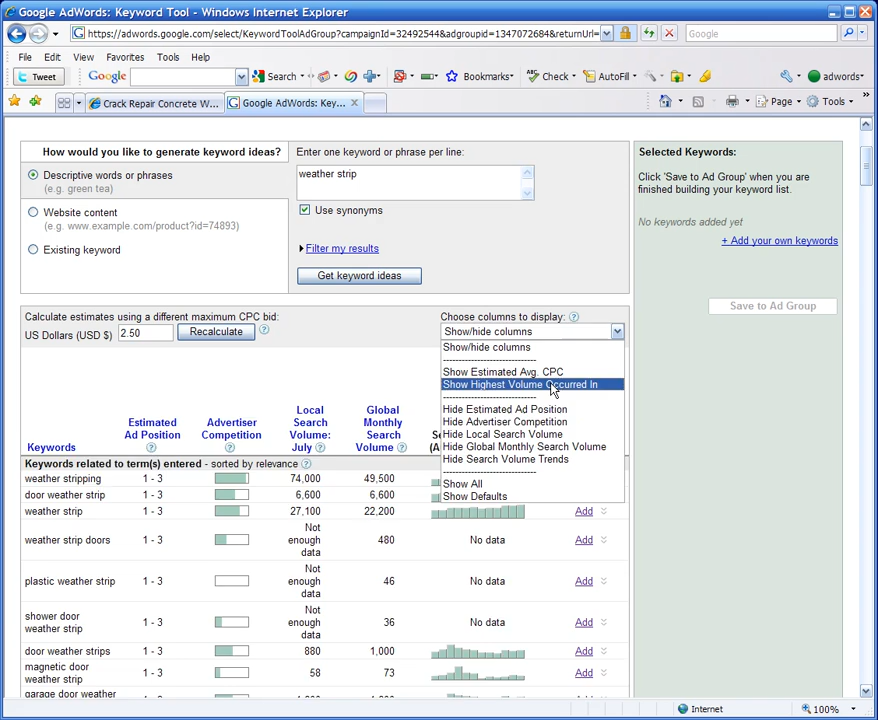 Google AdWords: Keyword Tool - Windows Internet Explorer
https://adwords.google.com/select/KeywordToolAdGroup?campaignId=32492544&adgroupid=1347072684&returnUrl=
Google
File Edit View Favorites Tools Help
Tweet Google Search Bookmarks Check AutoFill adwords
Crack Repair Concrete W... Google AdWords: Key... Page Tools
How would you like to generate keyword ideas?
Descriptive words or phrases
(e.g. green tea)
Website content
(e.g. www.example.com/product?id=74893)
Existing keyword
Enter one keyword or phrase per line:
weather strip
Use synonyms
Filter my results
Get keyword ideas
Selected Keywords:
Click 'Save to Ad Group' when you are
finished building your keyword list.
No keywords added yet
+ Add your own keywords
Save to Ad Group
Calculate estimates using a different maximum CPC bid:
US Dollars (USD $) 2.50 Recalculate ?
Choose columns to display: ?
Show/hide columns
Show/hide columns
------------------------------
Show Estimated Avg. CPC
Show Highest Volume Occurred In
------------------------------
Hide Estimated Ad Position
Hide Advertiser Competition
Hide Local Search Volume
Hide Global Monthly Search Volume
Hide Search Volume Trends
------------------------------
Show All
Show Defaults
Keywords
Estimated
Ad Position
?
Advertiser
Competition
?
Local
Search
Volume:
July ?
Global
Monthly
Search
Volume ?
Keywords related to term(s) entered - sorted by relevance ?
weather stripping 1 - 3 74,000 49,500
door weather strip 1 - 3 6,600 6,600
weather strip 1 - 3 27,100 22,200 Add
weather strip doors 1 - 3 Not enough data 480 No data Add
plastic weather strip 1 - 3 Not enough data 46 No data Add
shower door weather strip 1 - 3 Not enough data 36 No data Add
door weather strips 1 - 3 880 1,000 Add
magnetic door weather strip 1 - 3 58 73 Add
garage door weather
Internet 100%